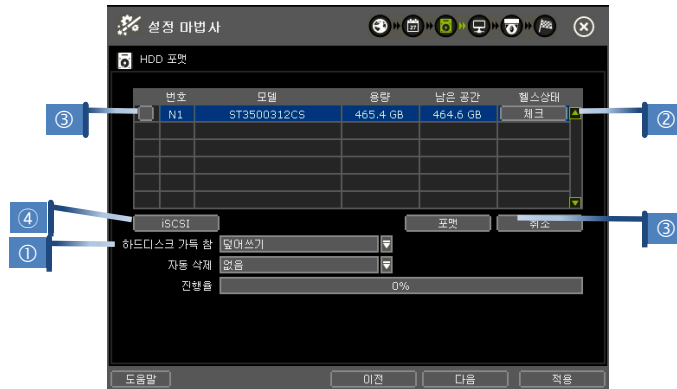 설정 마법사
HDD 포맷
번호 모델 용량 남은 공간 헬스상태
③ N1 ST3500312CS 465.4 GB 464.6 GB 체크 ②
④ iSCSI 포맷 취소 ③
① 하드디스크 가득 참 덮어쓰기
자동 삭제 없음
진행율 0%
도움말 이전 다음 적용